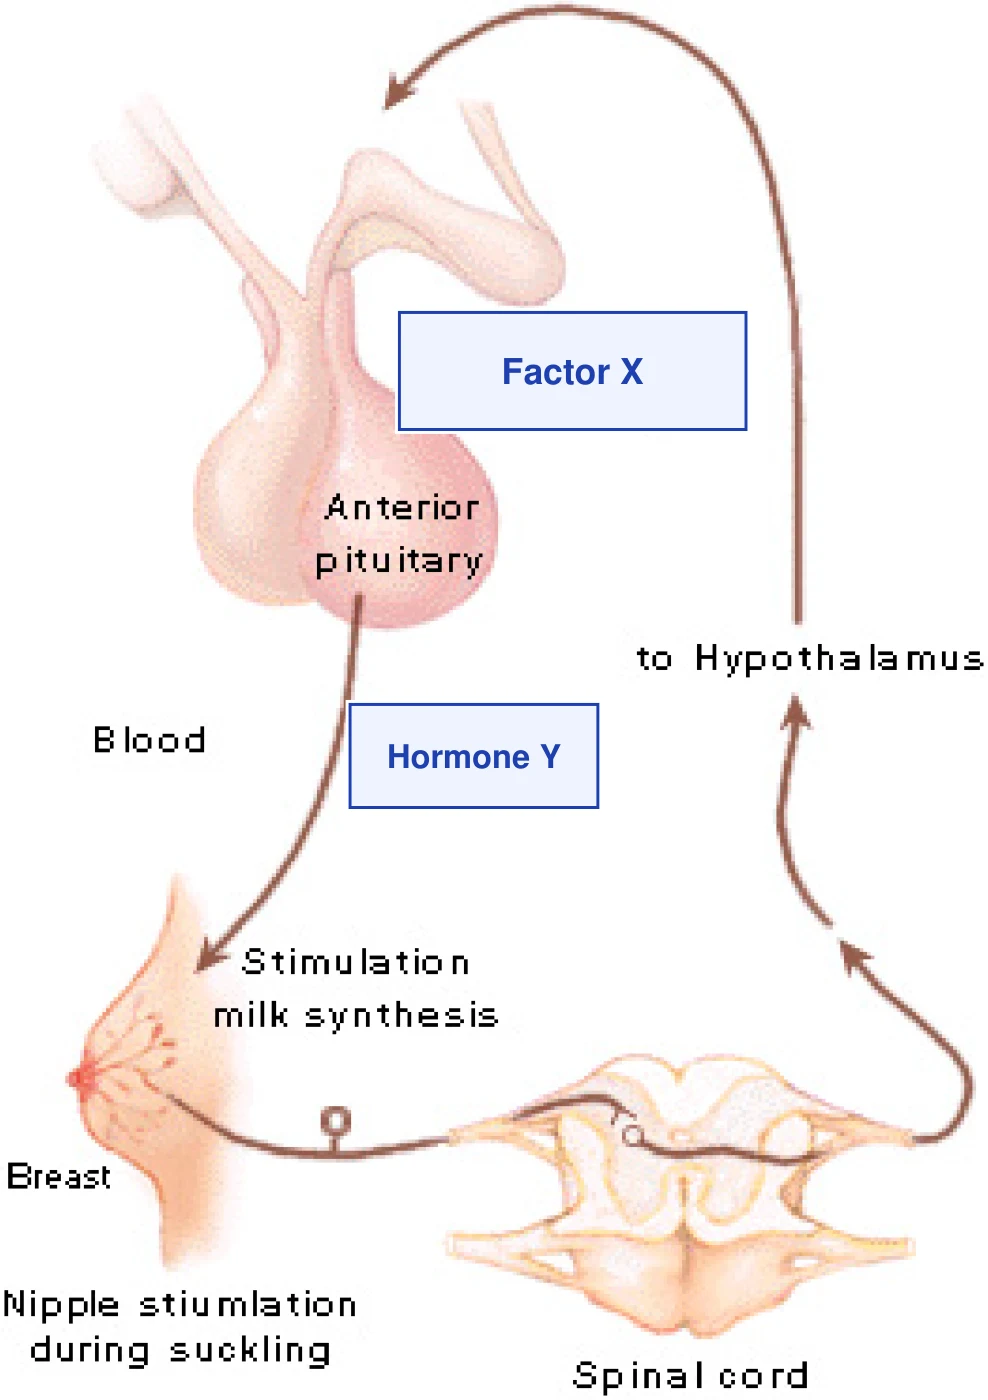 Factor X
Anterior
pituitary
to Hypothalamus
Blood
Hormone Y
Stimulation
milk synthesis
Breast
Nipple stiumlation
during suckling
Spinal cord